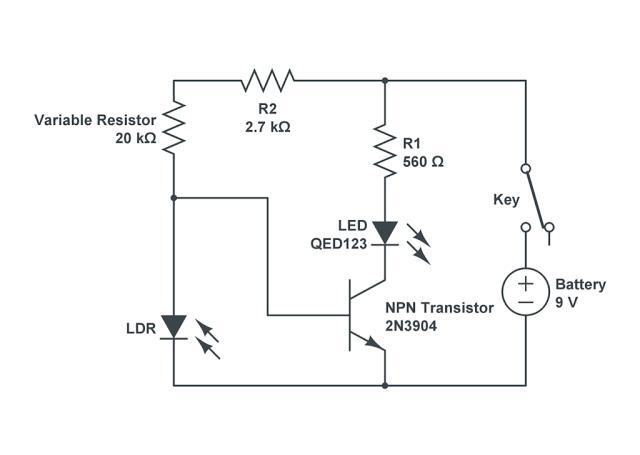 R2
2.7 kΩ
Variable Resistor
20 kΩ
R1
560 Ω
Key
LED
QED123
Battery
9 V
NPN Transistor
2N3904
LDR